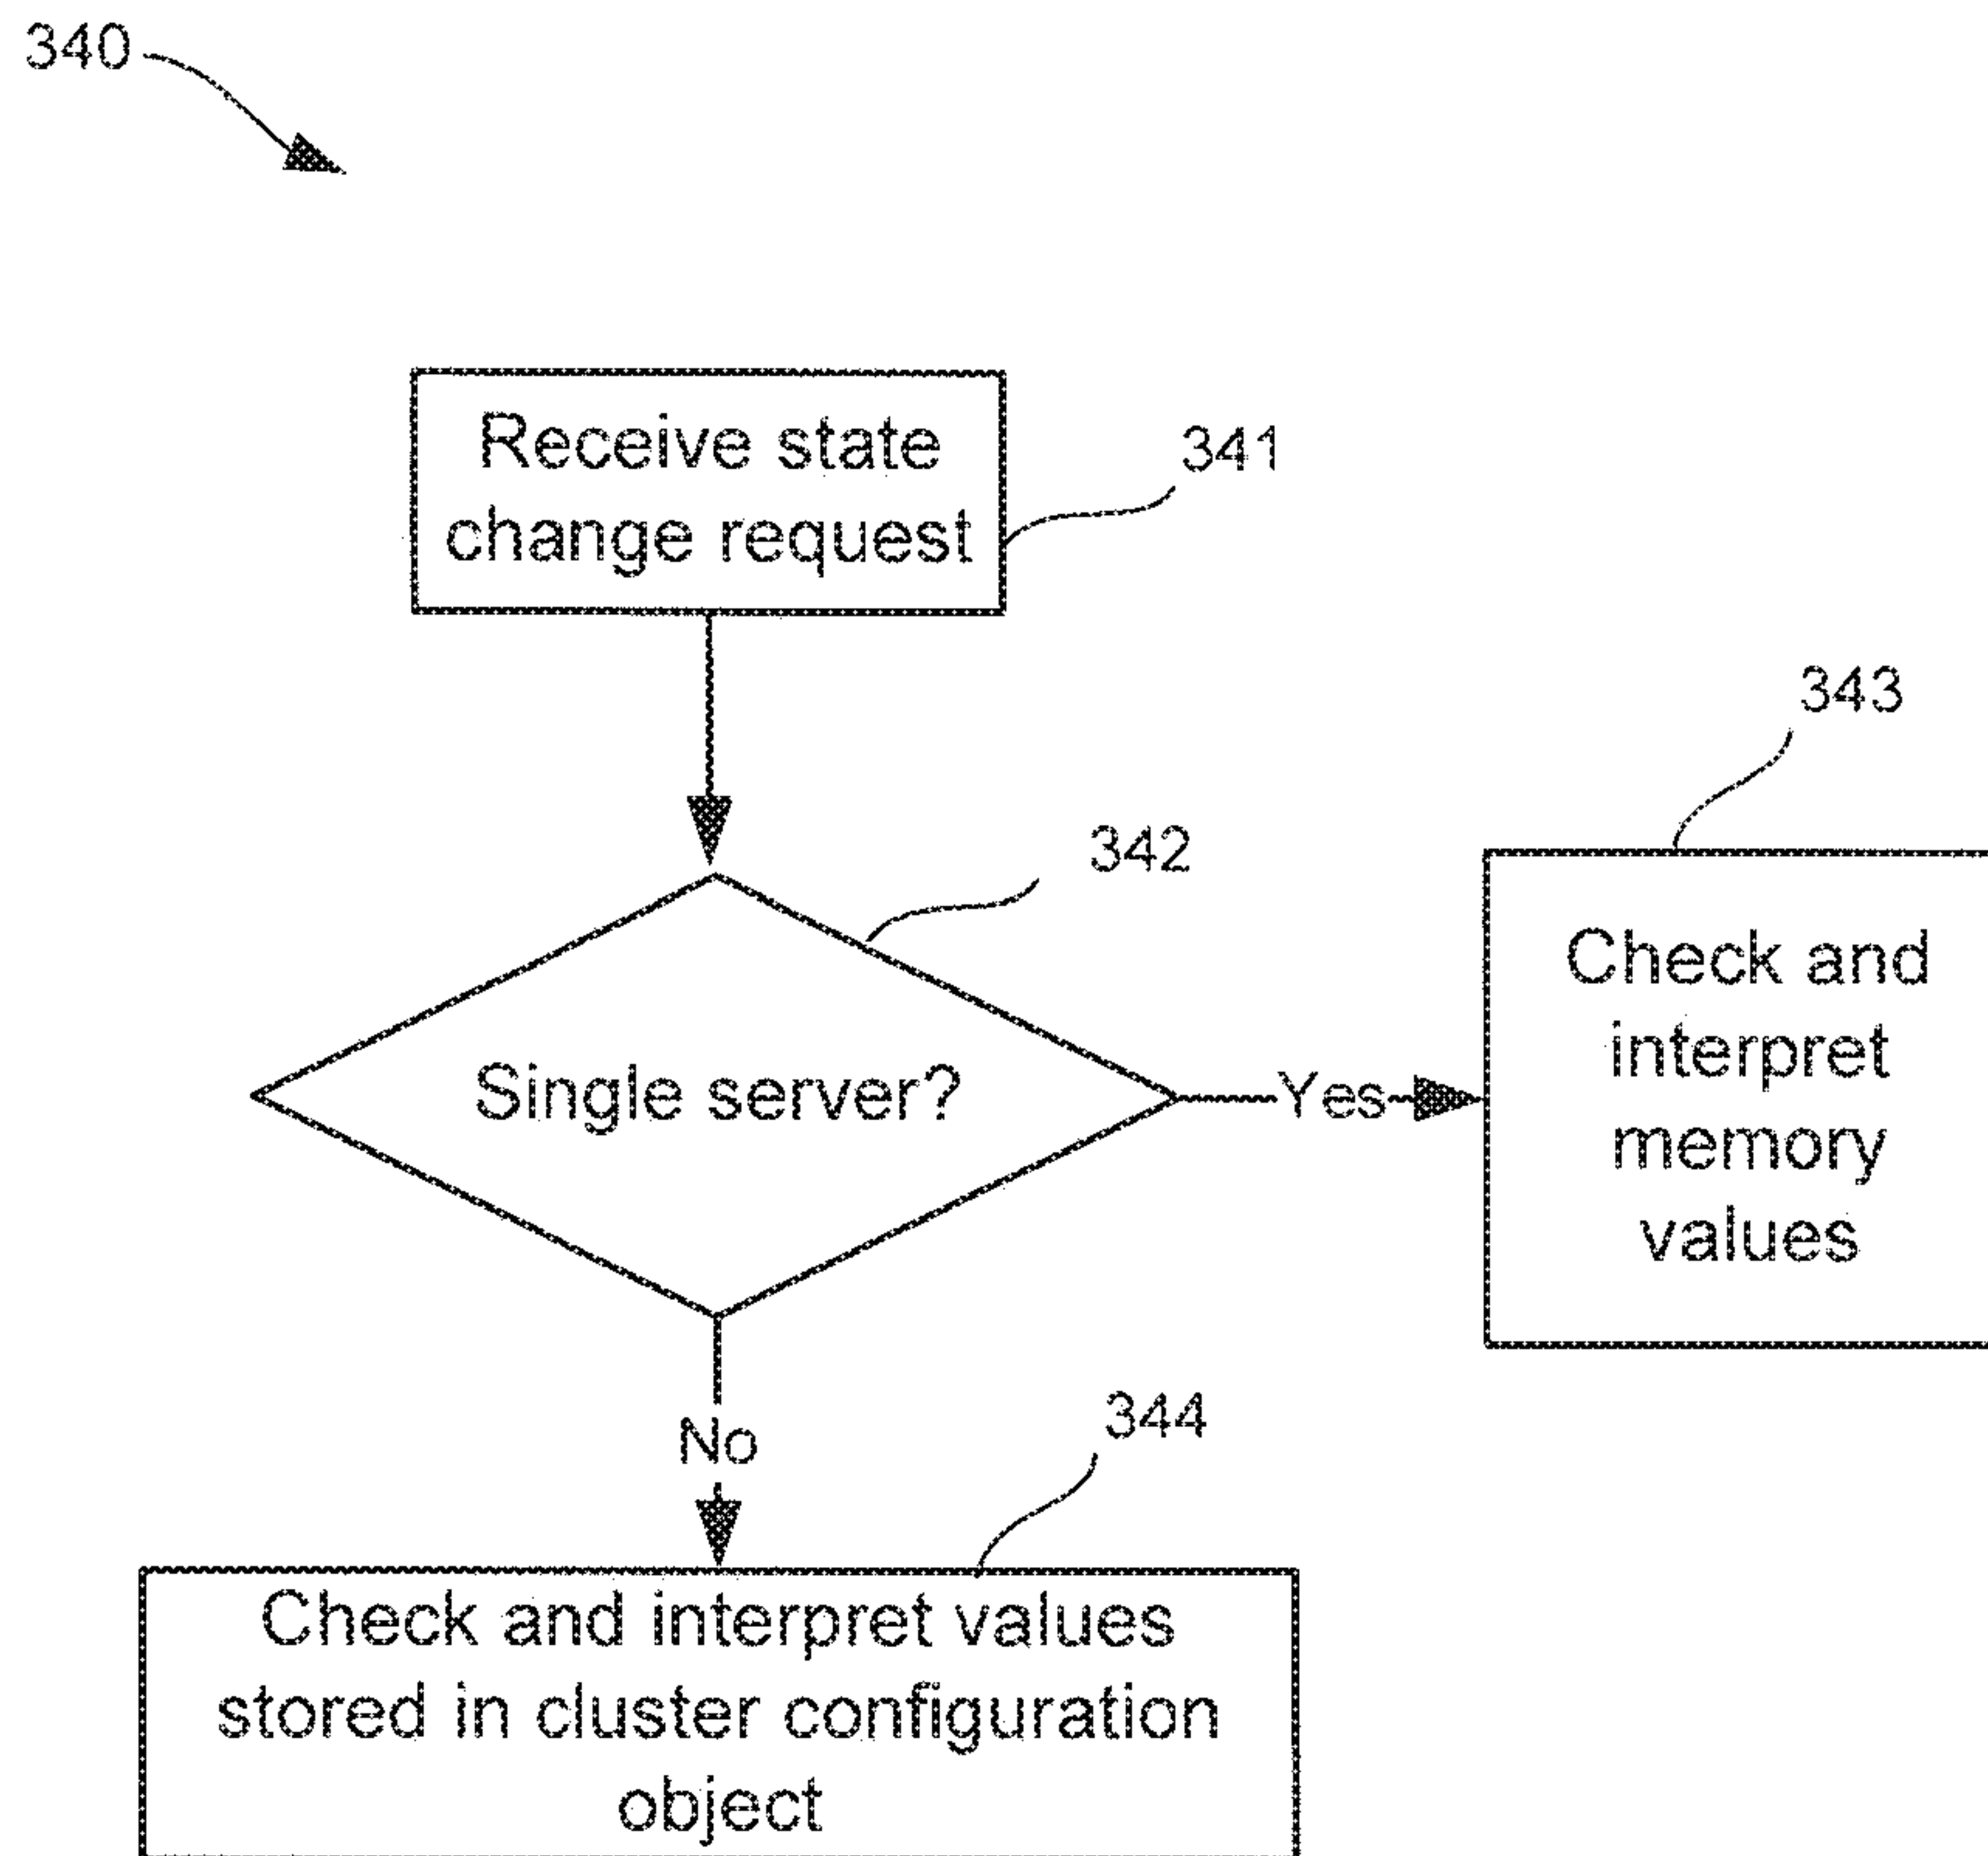 340
Receive state
change request
341
342
343
Single server?
Yes
Check and
interpret
memory
values
No
344
Check and interpret values
stored in cluster configuration
object